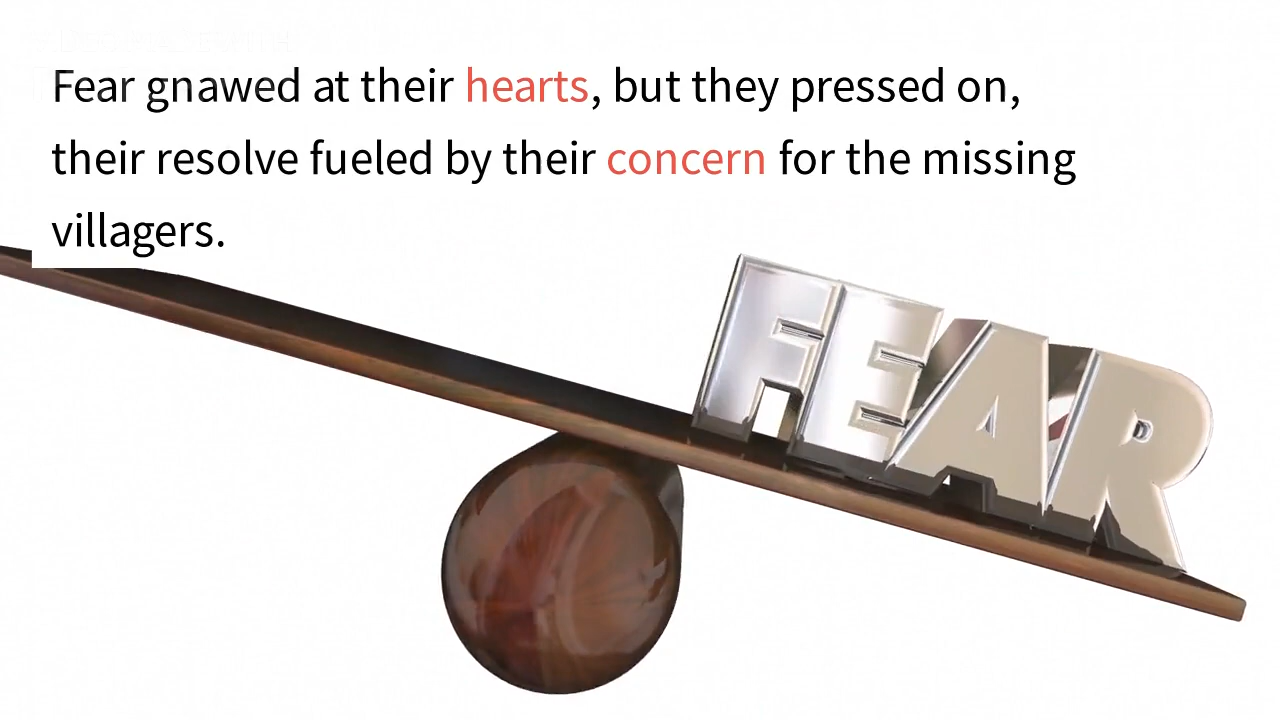 Fear gnawed at their hearts, but they pressed on,
their resolve fueled by their concern for the missing
villagers.
FEAR